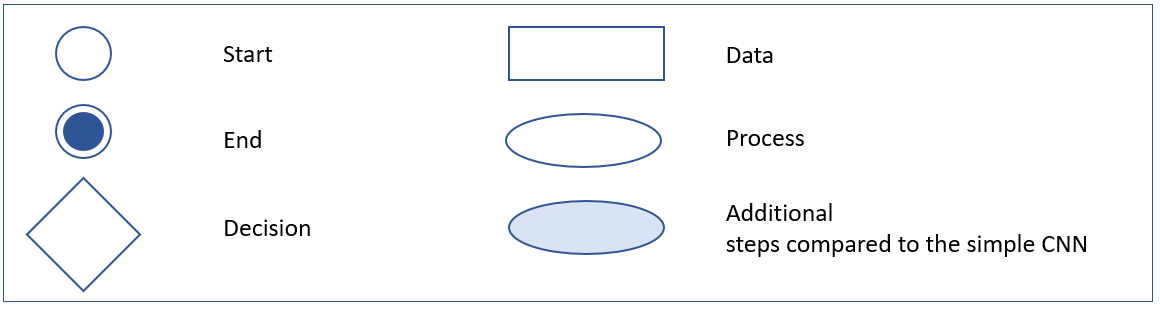 Start
Data
End
Process
Decision
Additional
steps compared to the simple CNN